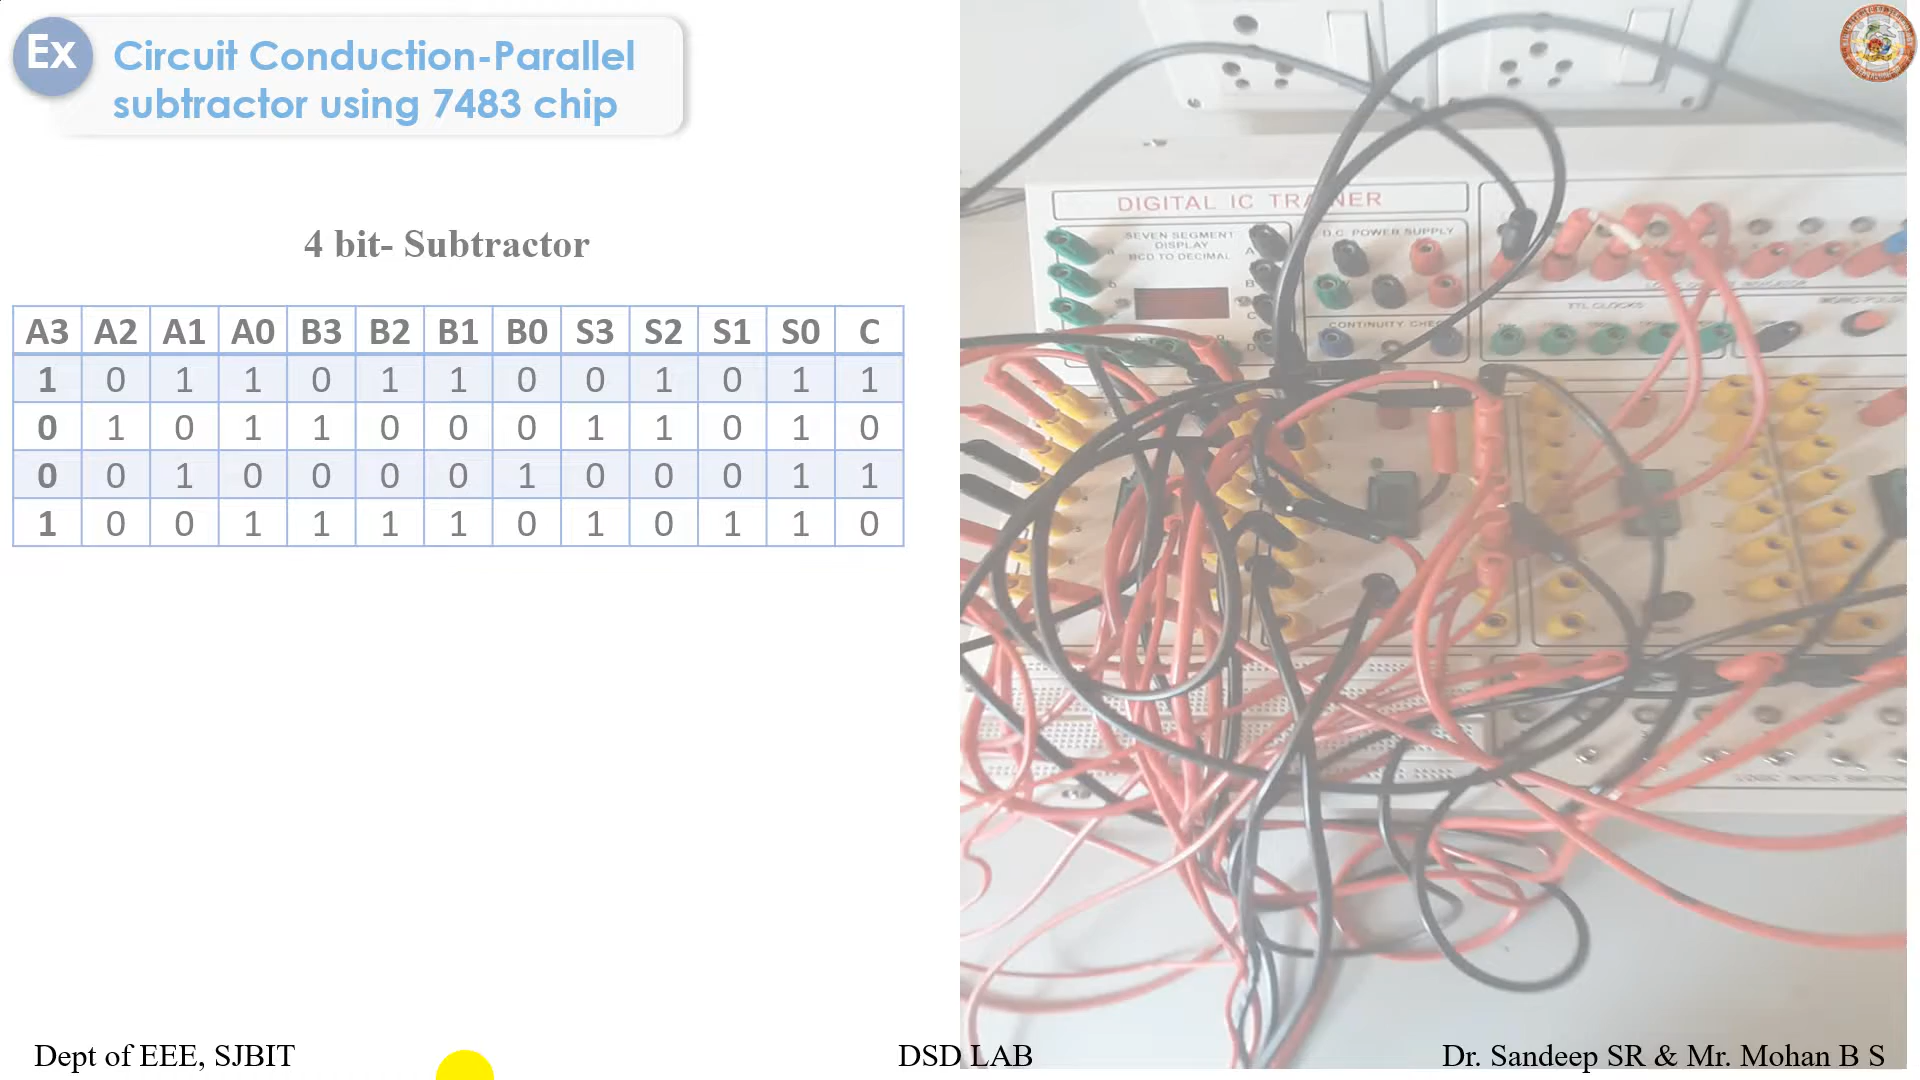 Ex
Circuit Conduction-Parallel
subtractor using 7483 chip
4 bit- Subtractor
A3 A2 A1 A0 B3 B2 B1 B0 S3 S2 S1 S0 C
1 0 1 1 0 1 1 0 0 1 0 1 1
0 1 0 1 1 0 0 0 1 1 0 1 0
0 0 1 0 0 0 0 1 0 0 0 1 1
1 0 0 1 1 1 1 0 1 0 1 1 0
DIGITAL IC
SEVEN SEGMENT
DISPLAY
BCD TO DECIMAL
D.C. POWER SUPPLY
CONTINUITY
TTL CLOCKS
LOGIC INPUTS
Dept of EEE, SJBIT
DSD LAB
Dr. Sandeep SR & Mr. Mohan B S